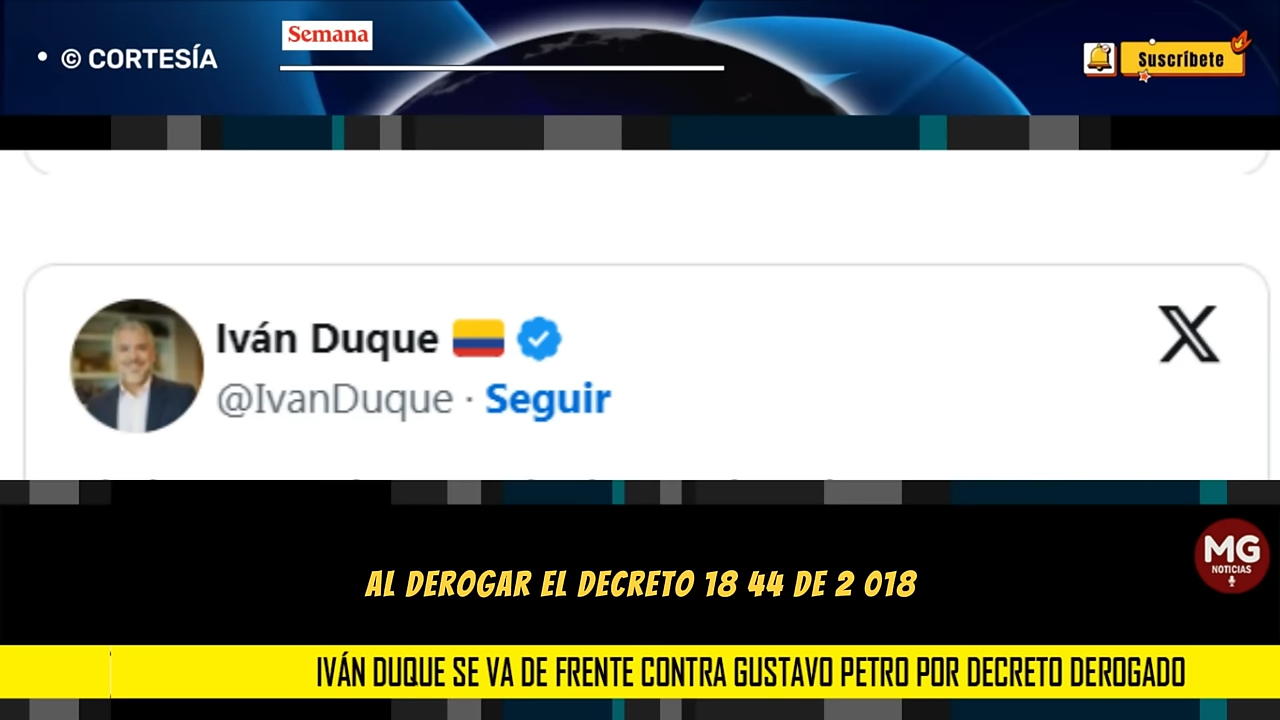 Semana
• © CORTESÍA
Suscríbete
Iván Duque
@IvanDuque · Seguir
AL DEROGAR EL DECRETO 18 44 DE 2 018
MG
NOTICIAS
IVÁN DUQUE SE VA DE FRENTE CONTRA GUSTAVO PETRO POR DECRETO DEROGADO